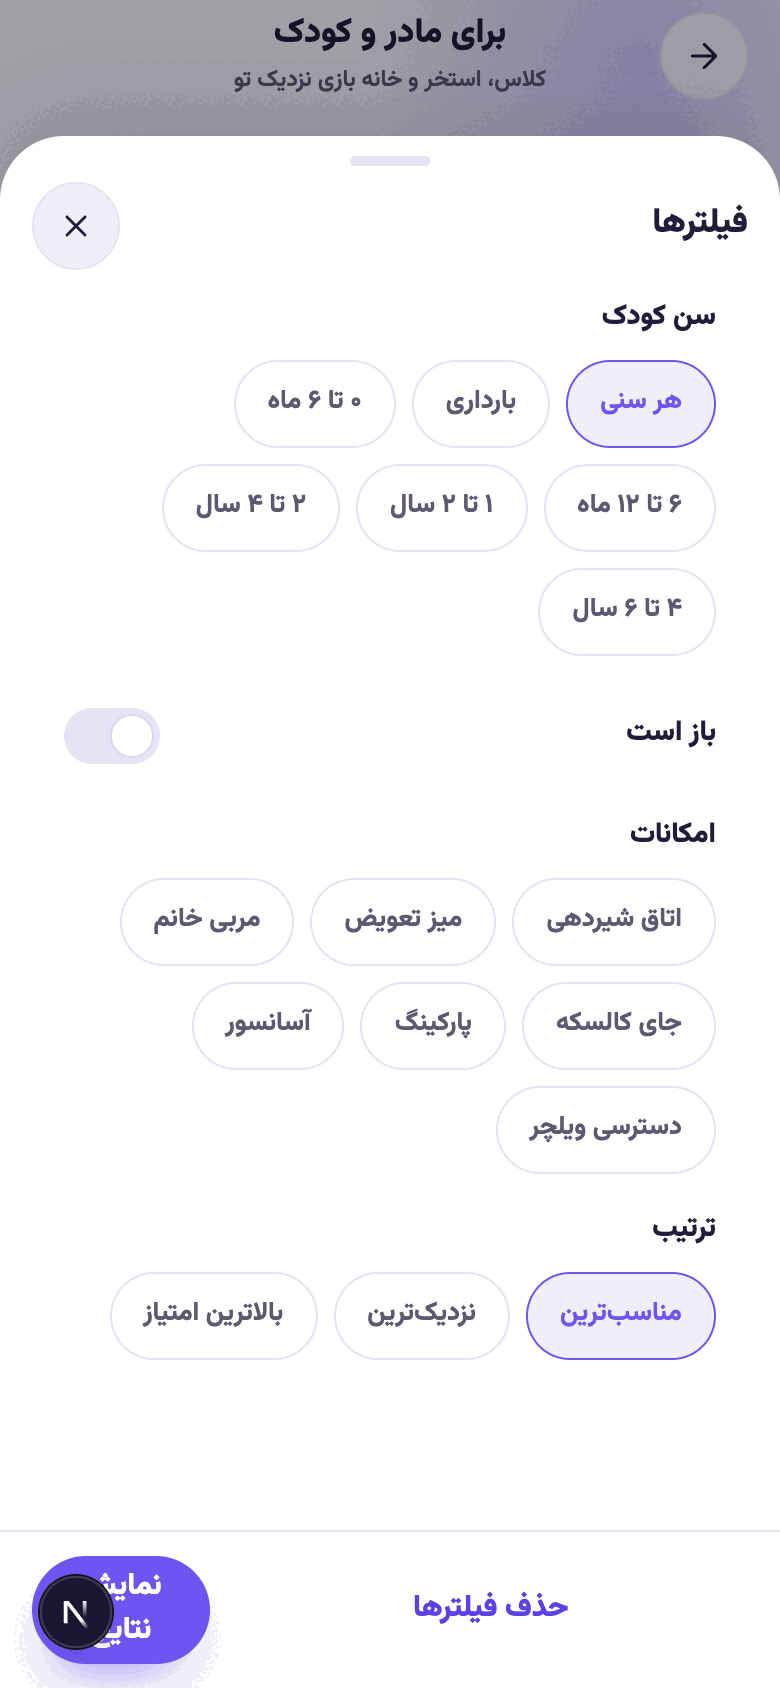 برای مادر و کودک
کلاس، استخر و خانه بازی نزدیک تو
فیلترها
سن کودک
هر سنی
بارداری
۰ تا ۶ ماه
۶ تا ۱۲ ماه
۱ تا ۲ سال
۲ تا ۴ سال
۴ تا ۶ سال
باز است
امکانات
اتاق شیردهی
میز تعویض
مربی خانم
جای کالسکه
پارکینگ
آسانسور
دسترسی ویلچر
ترتیب
مناسب‌ترین
نزدیک‌ترین
بالاترین امتیاز
حذف فیلترها
نمایش
نتایج
N